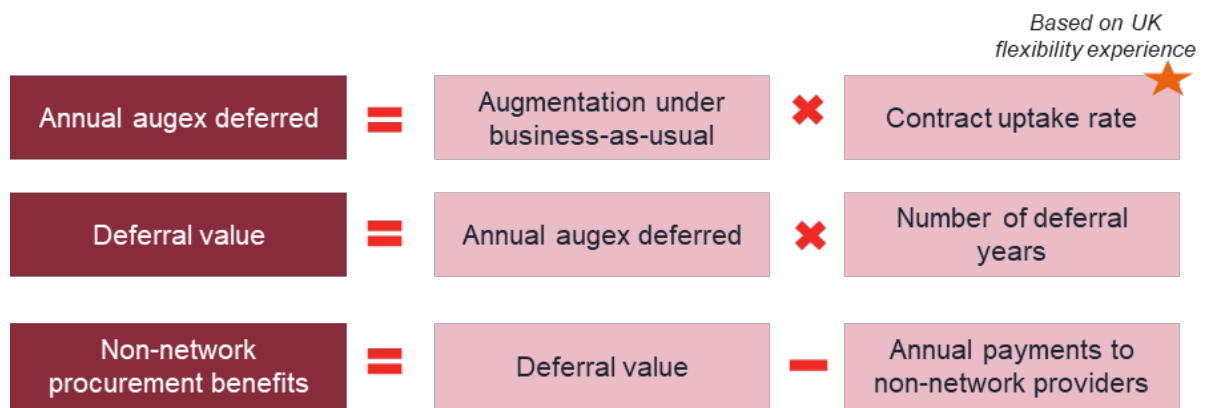 Based on UK
flexibility experience
Annual augex deferred = Augmentation under
business-as-usual × Contract uptake rate
Deferral value = Annual augex deferred × Number of deferral
years
Non-network
procurement benefits = Deferral value − Annual payments to
non-network providers